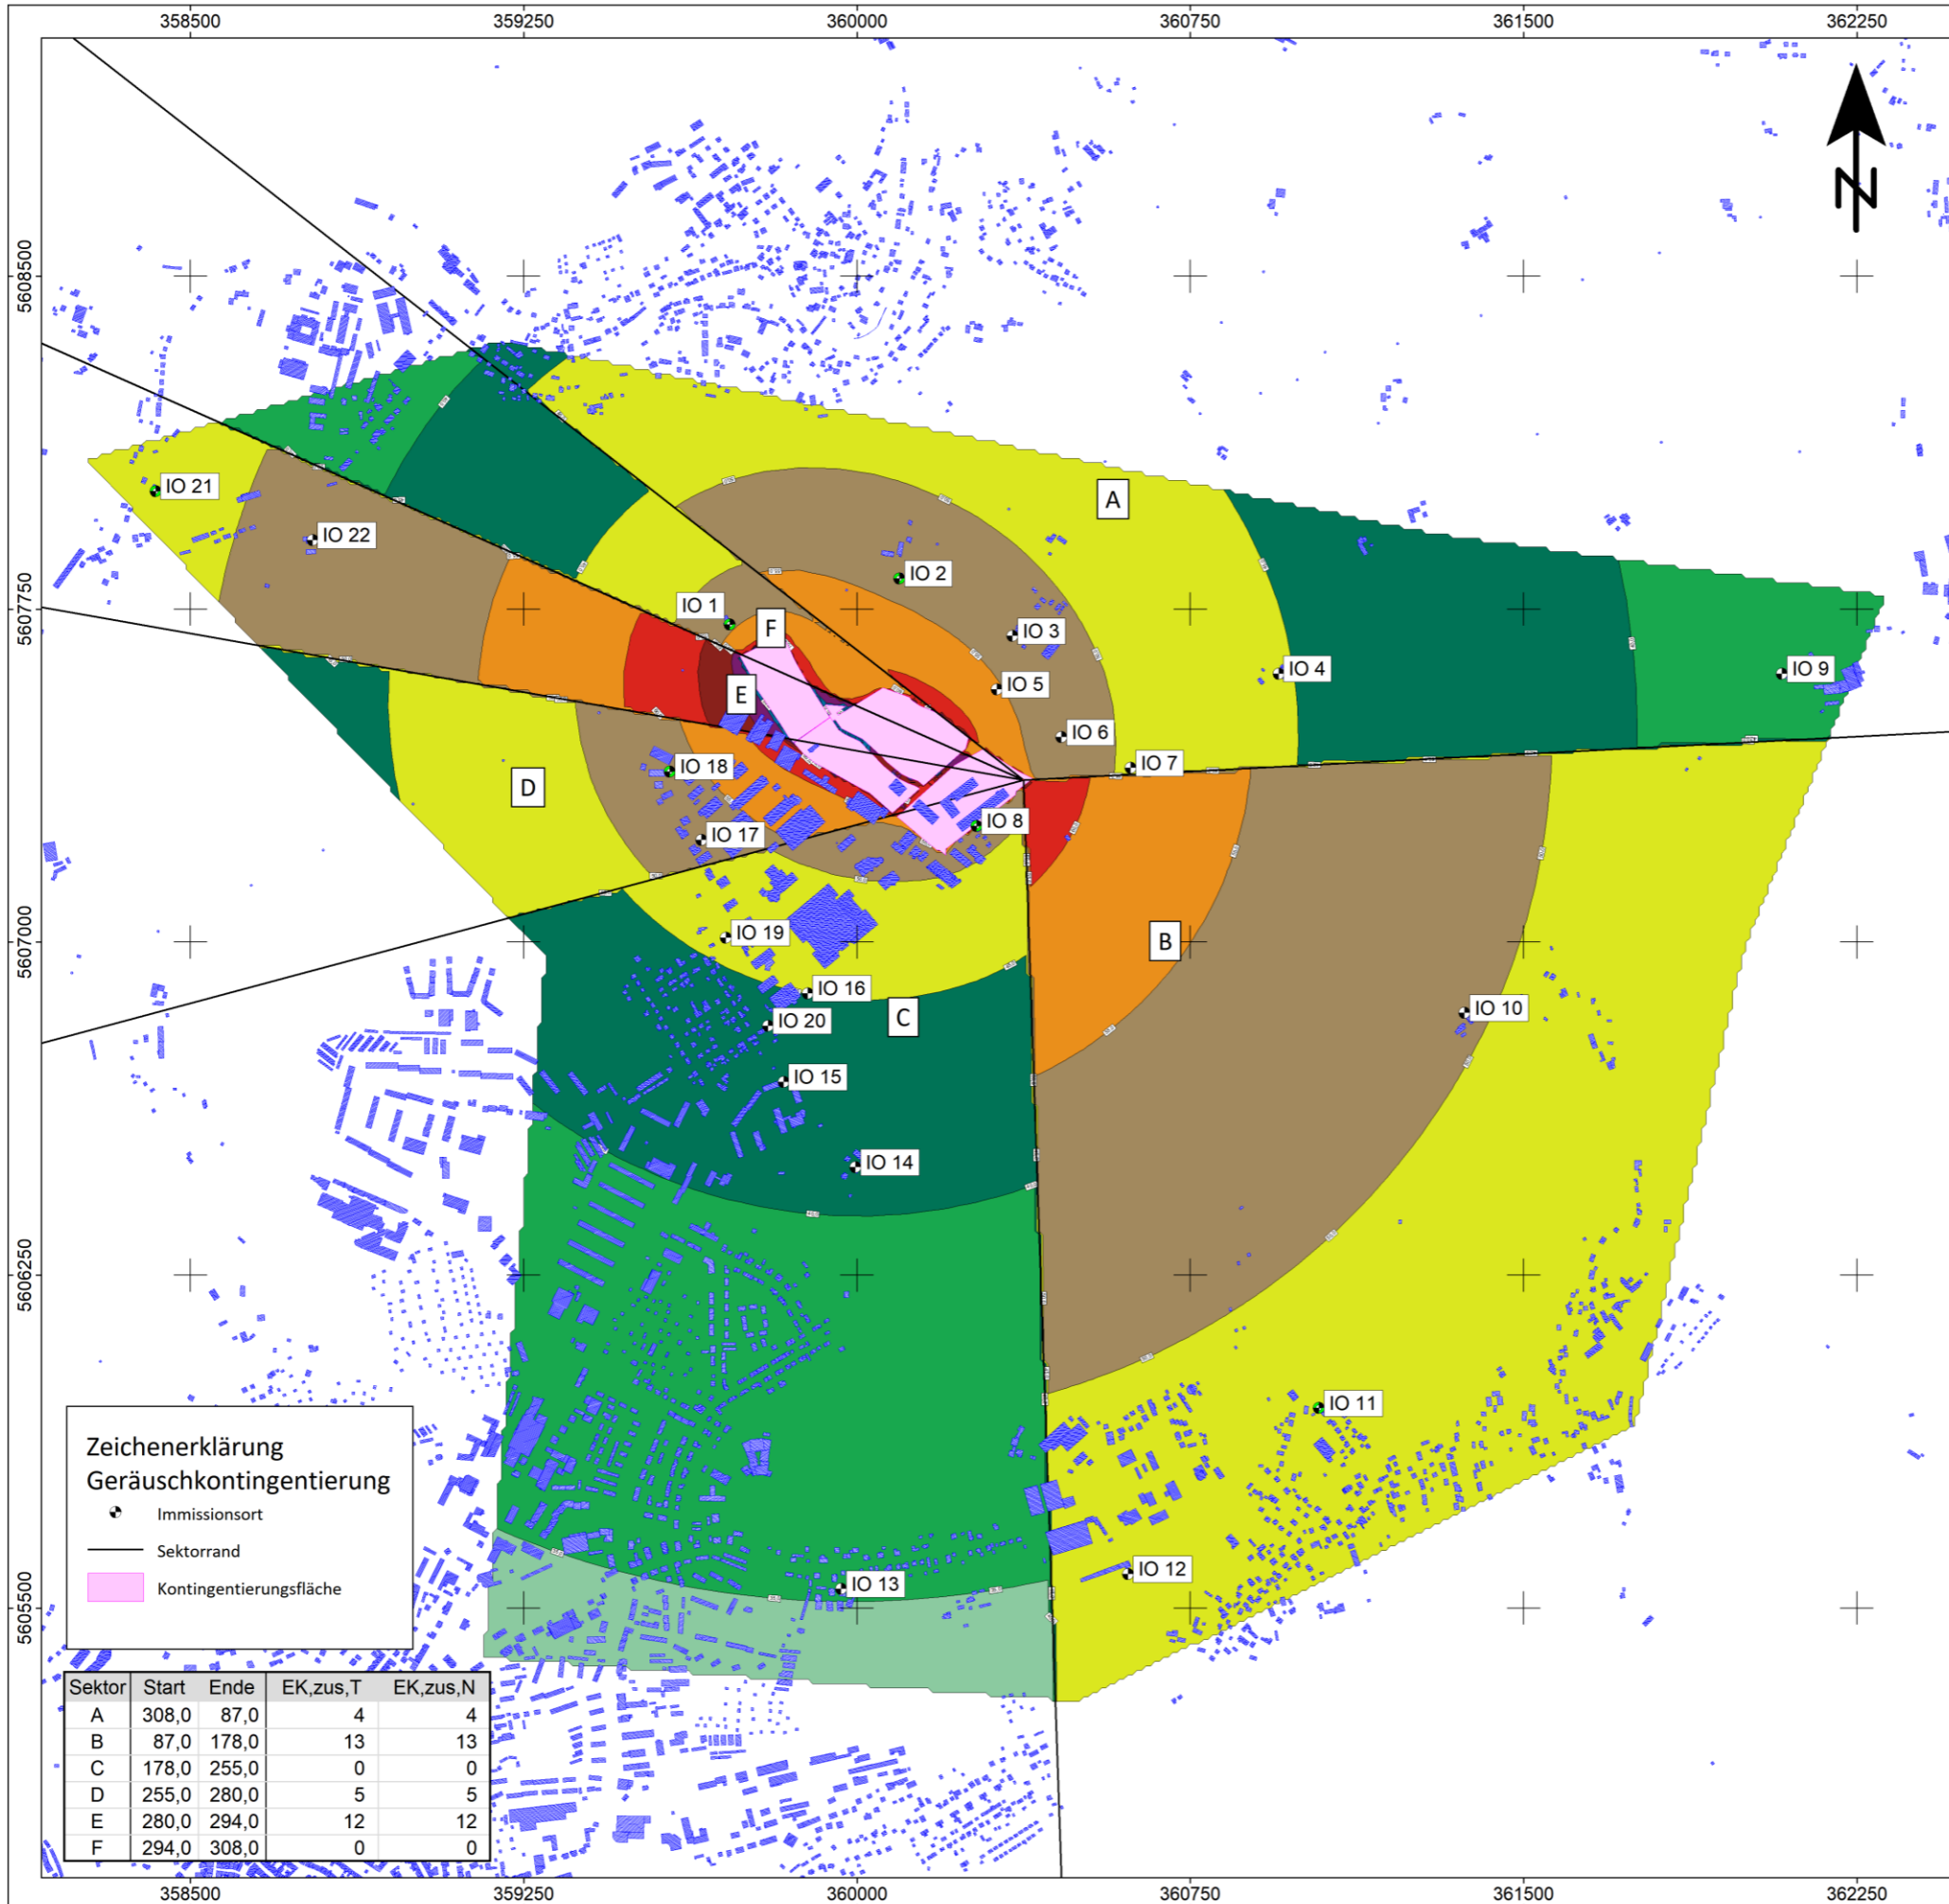 358500 359250 360000 360750 361500 362250
5608500
5607500
5607000
5606250
5605500
A
IO 21
IO 22
IO 2
IO 1
F
IO 3
IO 4
IO 9
E
IO 5
IO 6
IO 7
IO 18
D
IO 8
IO 17
IO 19
B
IO 16
C
IO 10
IO 20
IO 15
IO 14
IO 11
IO 12
IO 13
N
Zeichenerklärung
Geräuschkontingentierung
Immissionsort
Sektorrand
Kontingentierungsfläche
Sektor Start Ende EK,zus,T EK,zus,N
A 308,0 87,0 4 4
B 87,0 178,0 13 13
C 178,0 255,0 0 0
D 255,0 280,0 5 5
E 280,0 294,0 12 12
F 294,0 308,0 0 0
358500 359250 360000 360750 361500 362250